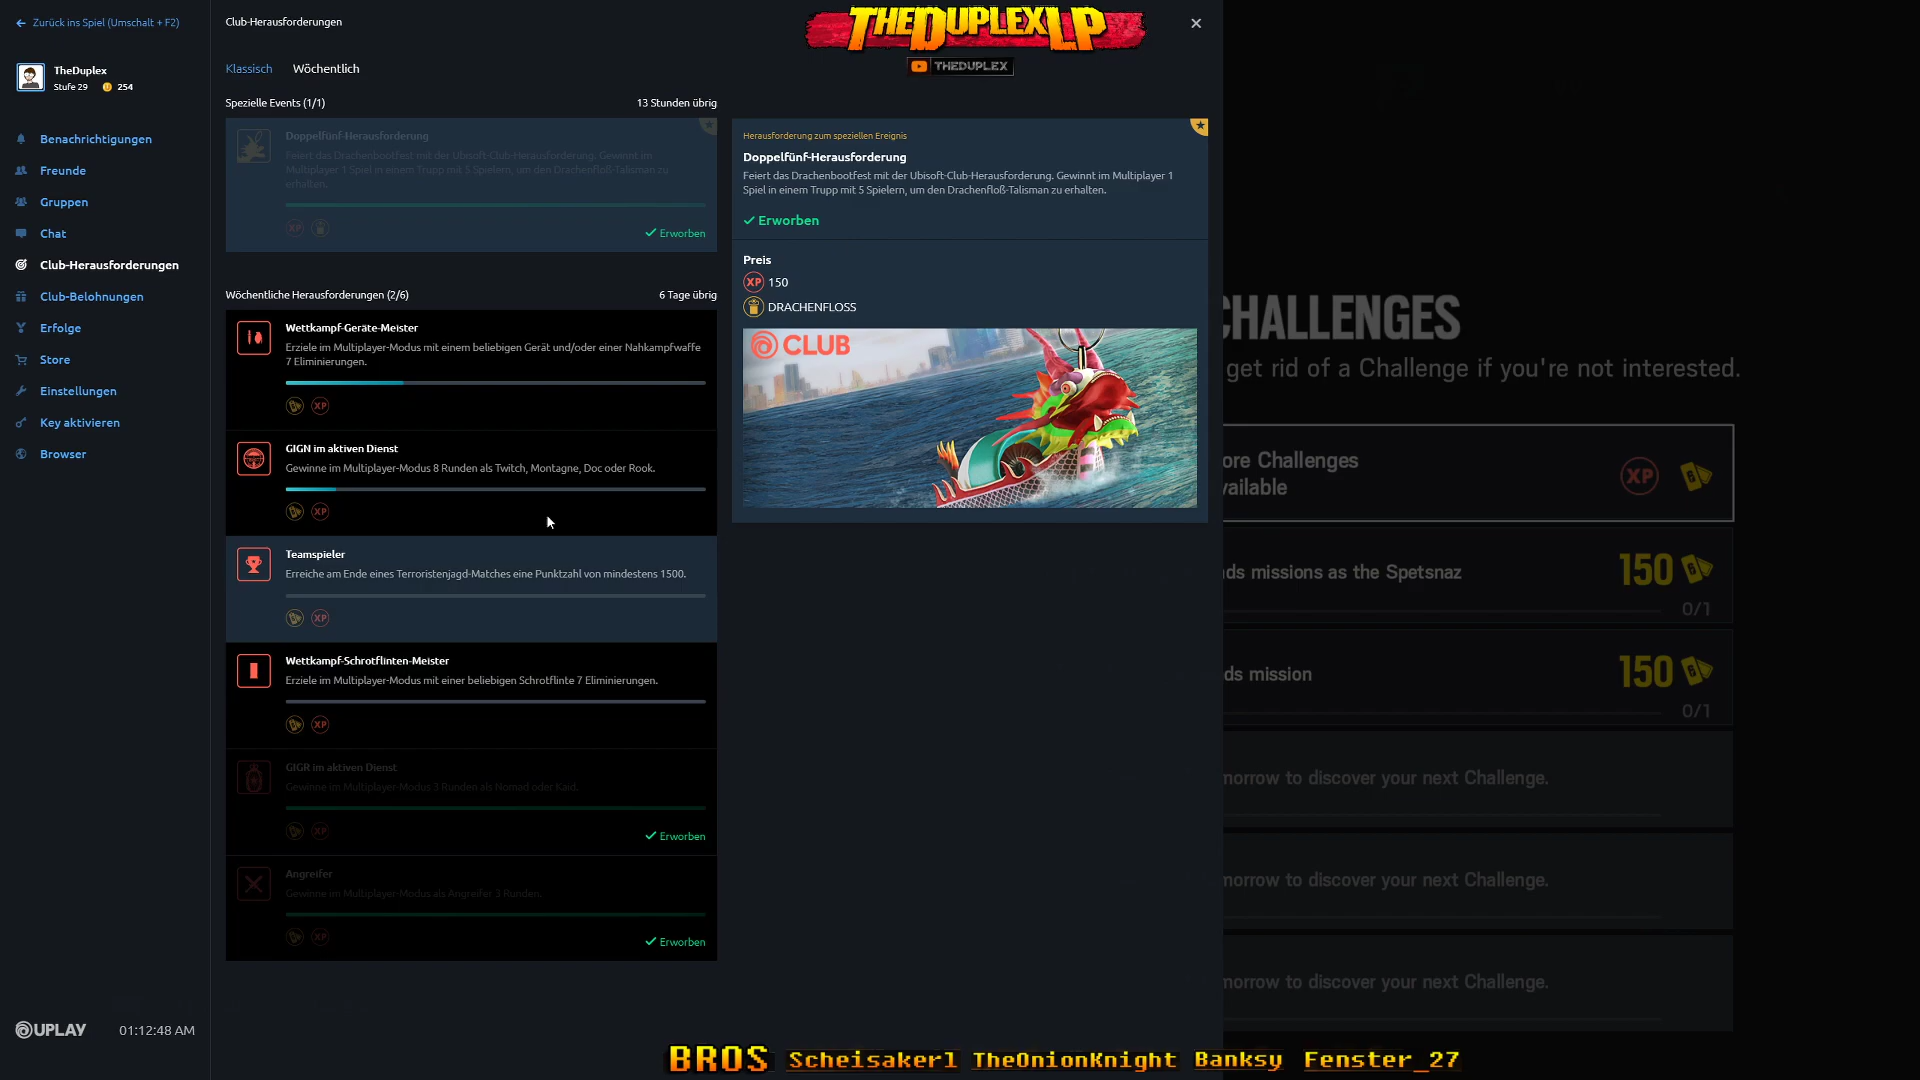 Zurück ins Spiel (Umschalt + F2)
TheDuplex
Stufe 29
254
Benachrichtigungen
Freunde
Gruppen
Chat
Club-Herausforderungen
Club-Belohnungen
Erfolge
Store
Einstellungen
Key aktivieren
Browser
UPLAY
01:12:48 AM
Club-Herausforderungen
Klassisch
Wöchentlich
Spezielle Events (1/1)
13 Stunden übrig
Doppelfünf-Herausforderung
Feiert das Drachenbootfest mit der Ubisoft-Club-Herausforderung. Gewinnt im
Multiplayer 1 Spiel in einem Trupp mit 5 Spielern, um den Drachenfloß-Talisman zu
erhalten.
XP
Erworben
Wöchentliche Herausforderungen (2/6)
6 Tage übrig
Wettkampf-Geräte-Meister
Erziele im Multiplayer-Modus mit einem beliebigen Gerät und/oder einer Nahkampfwaffe
7 Eliminierungen.
XP
GIGN im aktiven Dienst
Gewinne im Multiplayer-Modus 8 Runden als Twitch, Montagne, Doc oder Rook.
XP
Teamspieler
Erreiche am Ende eines Terroristenjagd-Matches eine Punktzahl von mindestens 1500.
XP
Wettkampf-Schrotflinten-Meister
Erziele im Multiplayer-Modus mit einer beliebigen Schrotflinte 7 Eliminierungen.
XP
GIGR im aktiven Dienst
Gewinne im Multiplayer-Modus 3 Runden als Nomad oder Kaid.
XP
Erworben
Angreifer
Gewinne im Multiplayer-Modus als Angreifer 3 Runden.
XP
Erworben
THEDUPLEXLP
THEDUPLEX
Herausforderung zum speziellen Ereignis
Doppelfünf-Herausforderung
Feiert das Drachenbootfest mit der Ubisoft-Club-Herausforderung. Gewinnt im Multiplayer 1
Spiel in einem Trupp mit 5 Spielern, um den Drachenfloß-Talisman zu erhalten.
Erworben
Preis
XP 150
DRACHENFLOSS
CLUB
CHALLENGES
get rid of a Challenge if you're not interested.
ore Challenges
vailable
XP
nds missions as the Spetsnaz
150
0/1
ds mission
150
0/1
morrow to discover your next Challenge.
morrow to discover your next Challenge.
morrow to discover your next Challenge.
BROS Scheisakerl TheOnionKnight Banksy Fenster_27